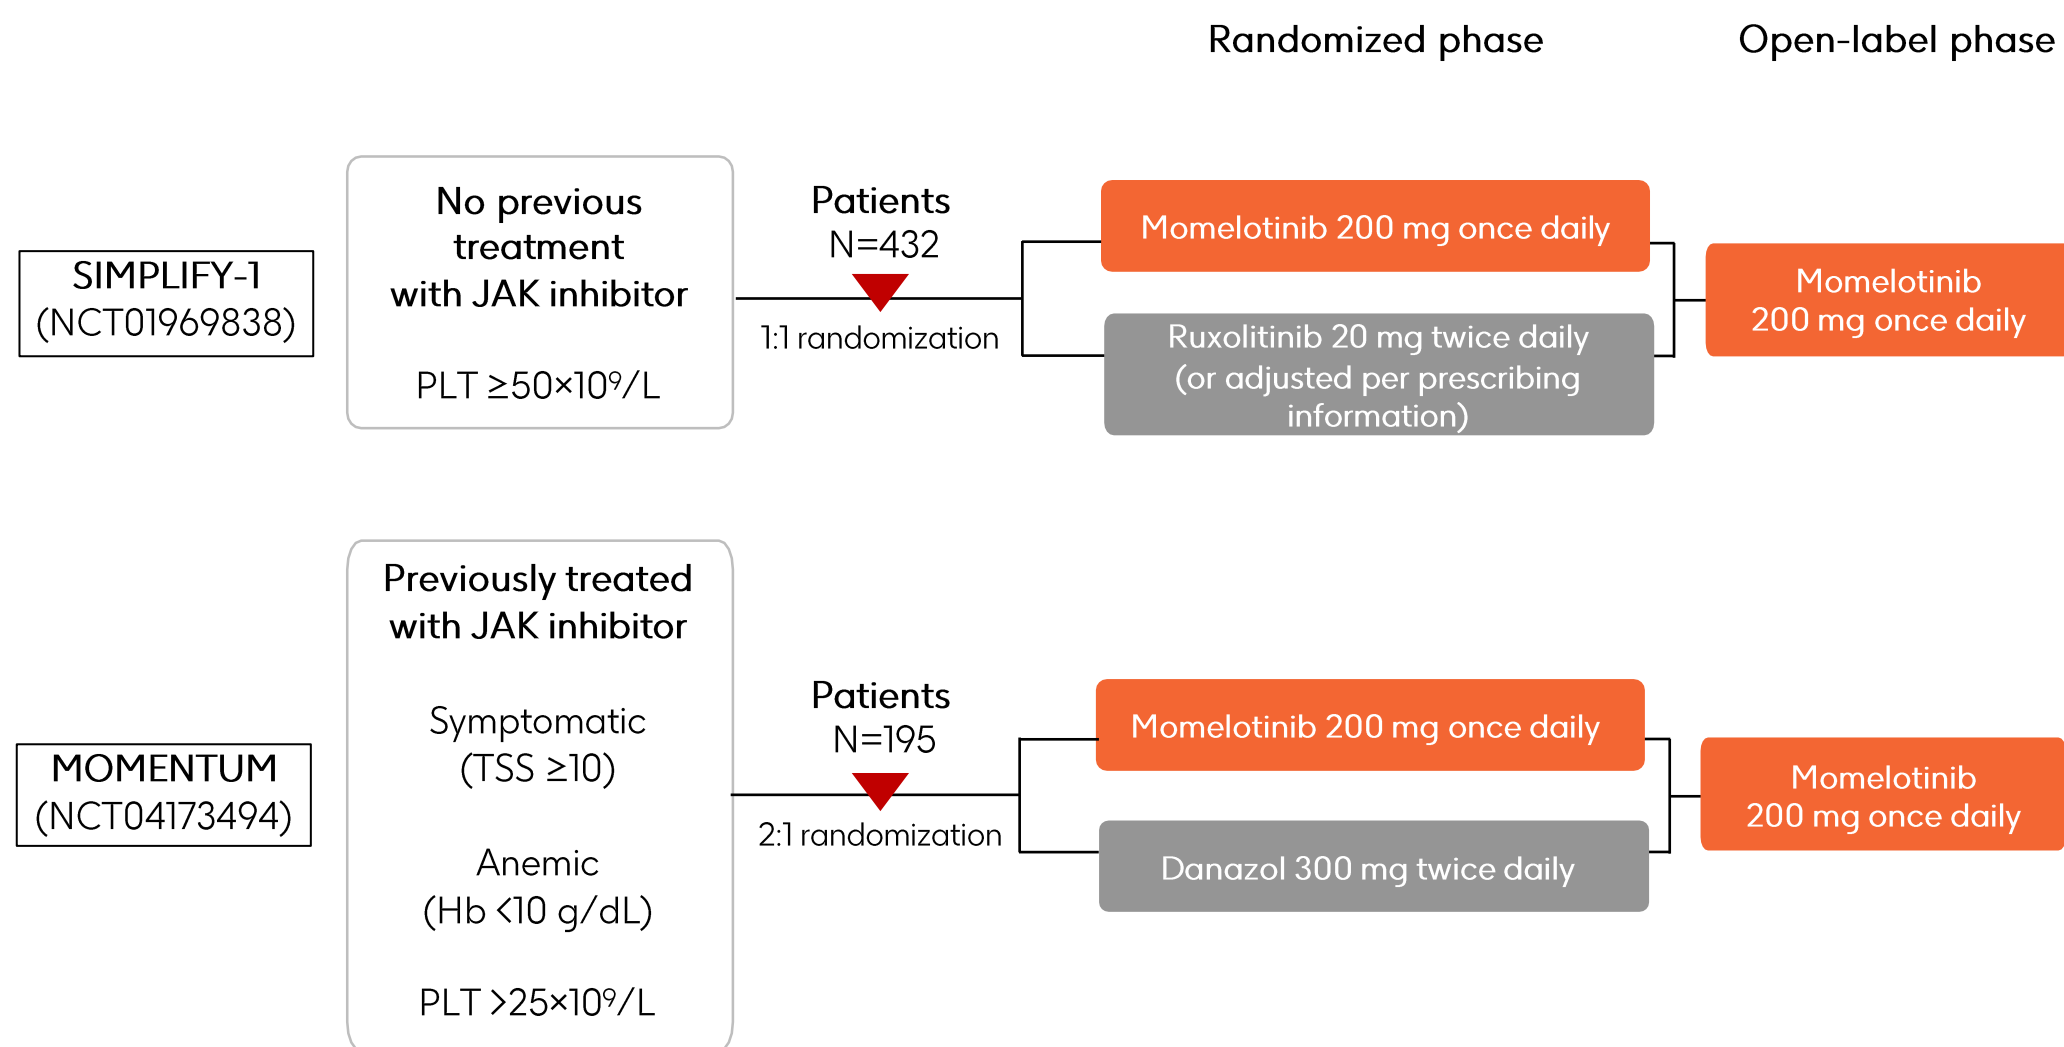 Randomized phase
Open-label phase
SIMPLIFY-1
(NCT01969838)
No previous
treatment
with JAK inhibitor
PLT ≥50×10⁹/L
Patients
N=432
1:1 randomization
Momelotinib 200 mg once daily
Ruxolitinib 20 mg twice daily
(or adjusted per prescribing
information)
Momelotinib
200 mg once daily
MOMENTUM
(NCT04173494)
Previously treated
with JAK inhibitor
Symptomatic
(TSS ≥10)
Anemic
(Hb <10 g/dL)
PLT >25×10⁹/L
Patients
N=195
2:1 randomization
Momelotinib 200 mg once daily
Danazol 300 mg twice daily
Momelotinib
200 mg once daily